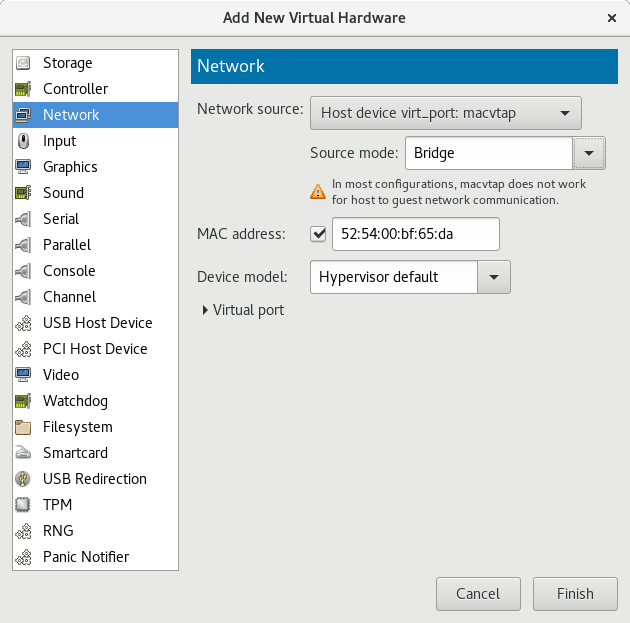 Add New Virtual Hardware
Storage
Controller
Network
Input
Graphics
Sound
Serial
Parallel
Console
Channel
USB Host Device
PCI Host Device
Video
Watchdog
Filesystem
Smartcard
USB Redirection
TPM
RNG
Panic Notifier
Network
Network source: Host device virt_port: macvtap
Source mode: Bridge
In most configurations, macvtap does not work
for host to guest network communication.
MAC address: 52:54:00:bf:65:da
Device model: Hypervisor default
Virtual port
Cancel Finish